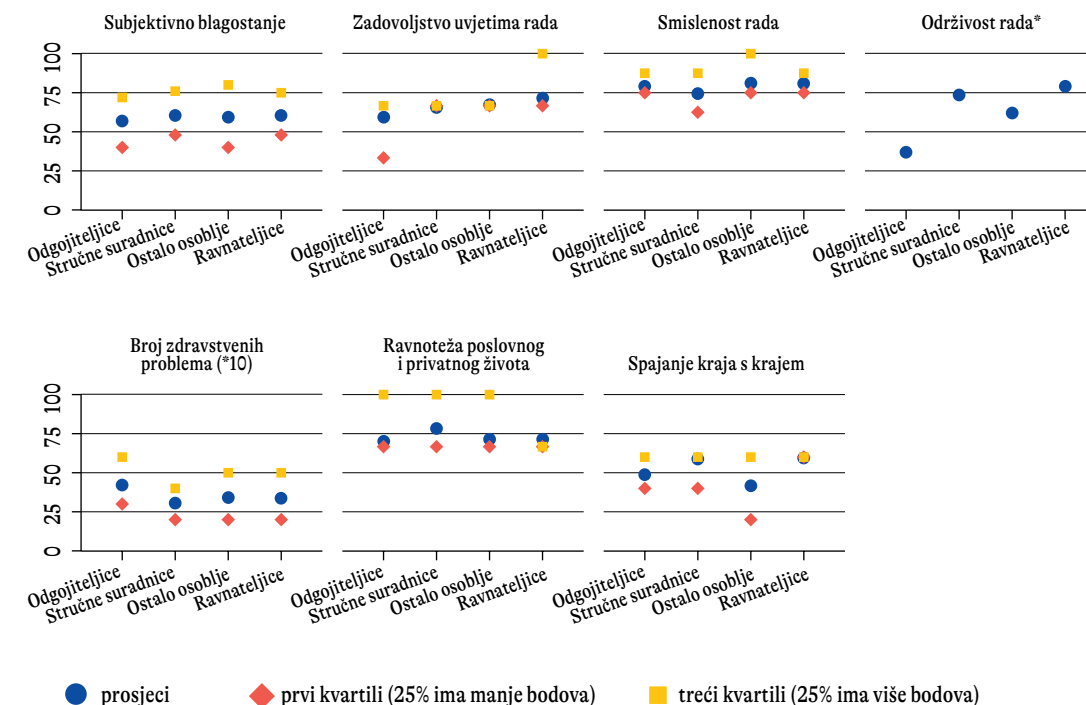 Subjektivno blagostanje
Zadovoljstvo uvjetima rada
Smislenost rada
Održivost rada*
100
75
50
25
0
Odgojiteljice
Stručne suradnice
Ostalo osoblje
Ravnateljice
Odgojiteljice
Stručne suradnice
Ostalo osoblje
Ravnateljice
Odgojiteljice
Stručne suradnice
Ostalo osoblje
Ravnateljice
Odgojiteljice
Stručne suradnice
Ostalo osoblje
Ravnateljice
Broj zdravstvenih
problema (*10)
Ravnoteža poslovnog
i privatnog života
Spajanje kraja s krajem
100
75
50
25
0
Odgojiteljice
Stručne suradnice
Ostalo osoblje
Ravnateljice
Odgojiteljice
Stručne suradnice
Ostalo osoblje
Ravnateljice
Odgojiteljice
Stručne suradnice
Ostalo osoblje
Ravnateljice
prosjeci
prvi kvartili (25% ima manje bodova)
treći kvartili (25% ima više bodova)